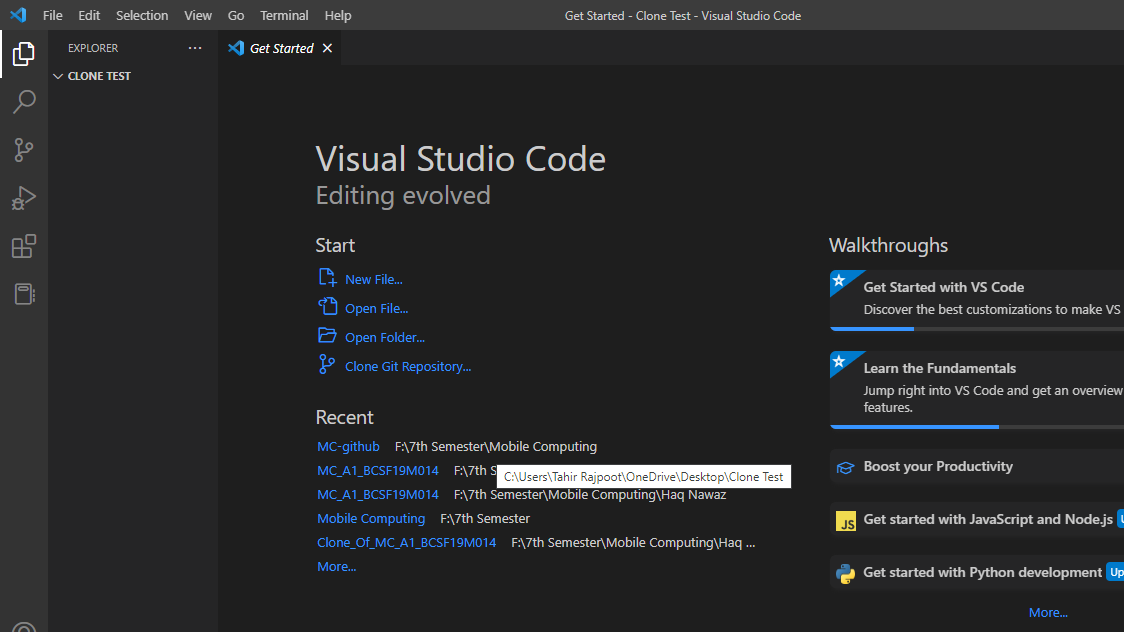 File Edit Selection View Go Terminal Help
Get Started - Clone Test - Visual Studio Code
EXPLORER
CLONE TEST
Get Started
Visual Studio Code
Editing evolved
Start
New File...
Open File...
Open Folder...
Clone Git Repository...
Recent
MC-github F:\7th Semester\Mobile Computing
MC_A1_BCSF19M014 F:\7th S
C:\Users\Tahir Rajpoot\OneDrive\Desktop\Clone Test
MC_A1_BCSF19M014 F:\7th Semester\Mobile Computing\Haq Nawaz
Mobile Computing F:\7th Semester
Clone_Of_MC_A1_BCSF19M014 F:\7th Semester\Mobile Computing\Haq ...
More...
Walkthroughs
Get Started with VS Code
Discover the best customizations to make VS
Learn the Fundamentals
Jump right into VS Code and get an overview
features.
Boost your Productivity
JS Get started with JavaScript and Node.js
Get started with Python development Up
More...